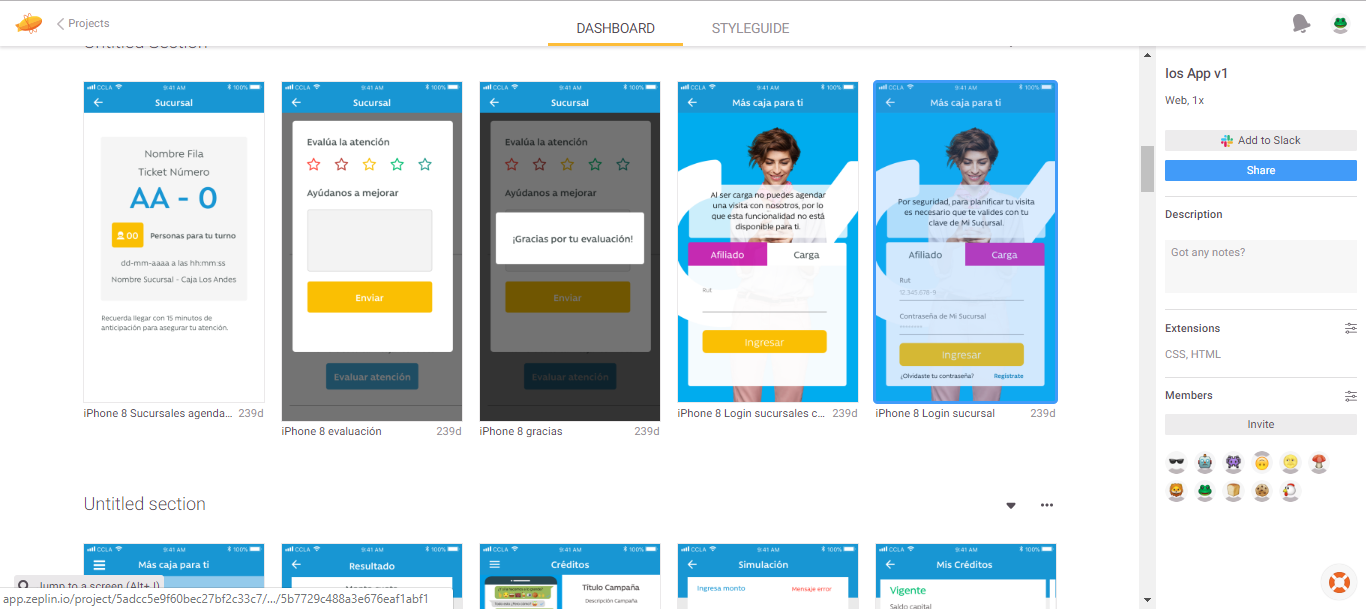 Projects
DASHBOARD
STYLEGUIDE
Untitled Section
CCLA 9:41 AM 100%
Sucursal
Nombre Fila
Ticket Número
AA - 0
00 Personas para tu turno
dd-mm-aaaa a las hh:mm:ss
Nombre Sucursal - Caja Los Andes
Recuerda llegar con 15 minutos de
anticipación para asegurar tu atención.
iPhone 8 Sucursales agenda... 239d
CCLA 9:41 AM 100%
Sucursal
Evalúa la atención
Ayúdanos a mejorar
Enviar
Evaluar atención
iPhone 8 evaluación 239d
CCLA 9:41 AM 100%
Sucursal
Evalúa la atención
Ayúdanos a mejorar
¡Gracias por tu evaluación!
Enviar
Evaluar atención
iPhone 8 gracias 239d
CCLA 9:41 AM 100%
Más caja para ti
Al ser carga no puedes agendar
una visita con nosotros, por lo
que esta funcionalidad no está
disponible para ti.
Afiliado Carga
Rut
Ingresar
iPhone 8 Login sucursales c... 239d
CCLA 9:41 AM 100%
Más caja para ti
Por seguridad, para planificar tu visita
es necesario que te valides con tu
clave de Mi Sucursal.
Afiliado Carga
Rut
12.345.678-9
Contraseña de Mi Sucursal
Ingresar
¿Olvidaste tu contraseña? Regístrate
iPhone 8 Login sucursal 239d
Untitled section
CCLA 9:41 AM 100%
Más caja para ti
CCLA 9:41 AM 100%
Resultado
Monto cuota
CCLA 9:41 AM 100%
Créditos
Título Campaña
Descripción Campaña
CCLA 9:41 AM 100%
Simulación
Ingresa monto Mensaje error
CCLA 9:41 AM 100%
Mis Créditos
Vigente
Saldo capital
Jump to a screen (Alt+J)
app.zeplin.io/project/5adcc5e9f60bec27bf2c33c7/.../5b7729c488a3e676eaf1abf1
Ios App v1
Web, 1x
Add to Slack
Share
Description
Got any notes?
Extensions
CSS, HTML
Members
Invite